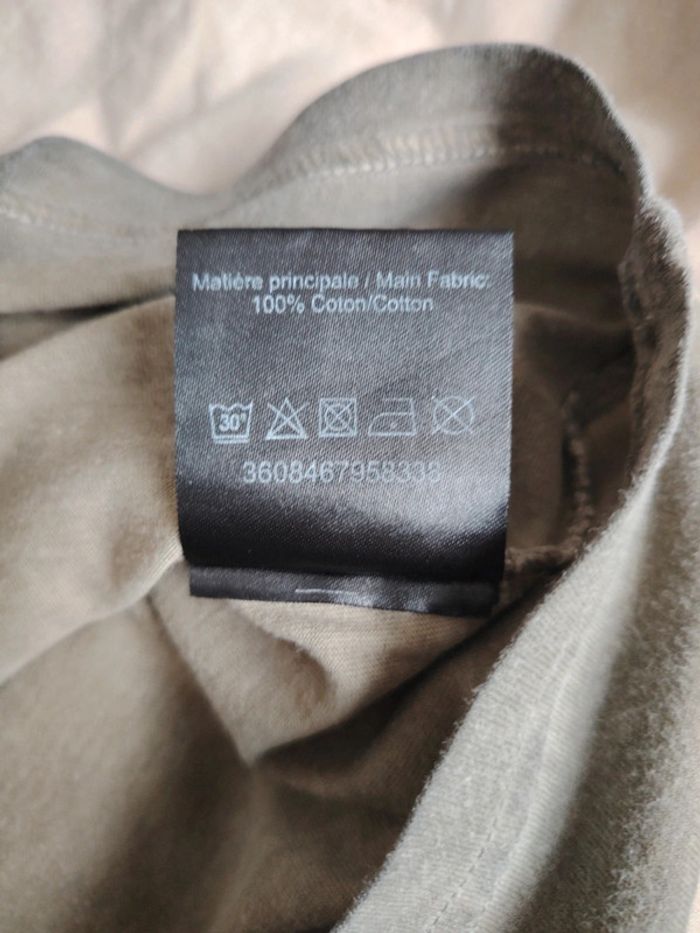 Matière principale / Main Fabric:
100% Coton/Cotton
30°
3608467958338